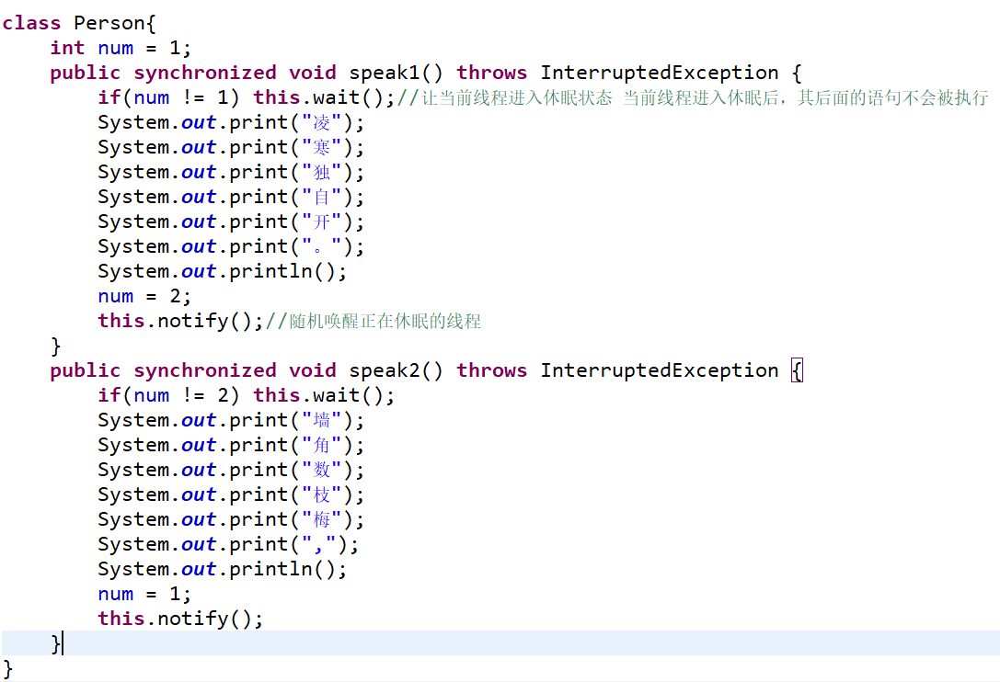 class Person{
    int num = 1;
    public synchronized void speak1() throws InterruptedException {
        if(num != 1) this.wait();//让当前线程进入休眠状态 当前线程进入休眠后，其后面的语句不会被执行
        System.out.print("凌");
        System.out.print("寒");
        System.out.print("独");
        System.out.print("自");
        System.out.print("开");
        System.out.print("。");
        System.out.println();
        num = 2;
        this.notify();//随机唤醒正在休眠的线程
    }
    public synchronized void speak2() throws InterruptedException {
        if(num != 2) this.wait();
        System.out.print("墙");
        System.out.print("角");
        System.out.print("数");
        System.out.print("枝");
        System.out.print("梅");
        System.out.print(",");
        System.out.println();
        num = 1;
        this.notify();
    }
}